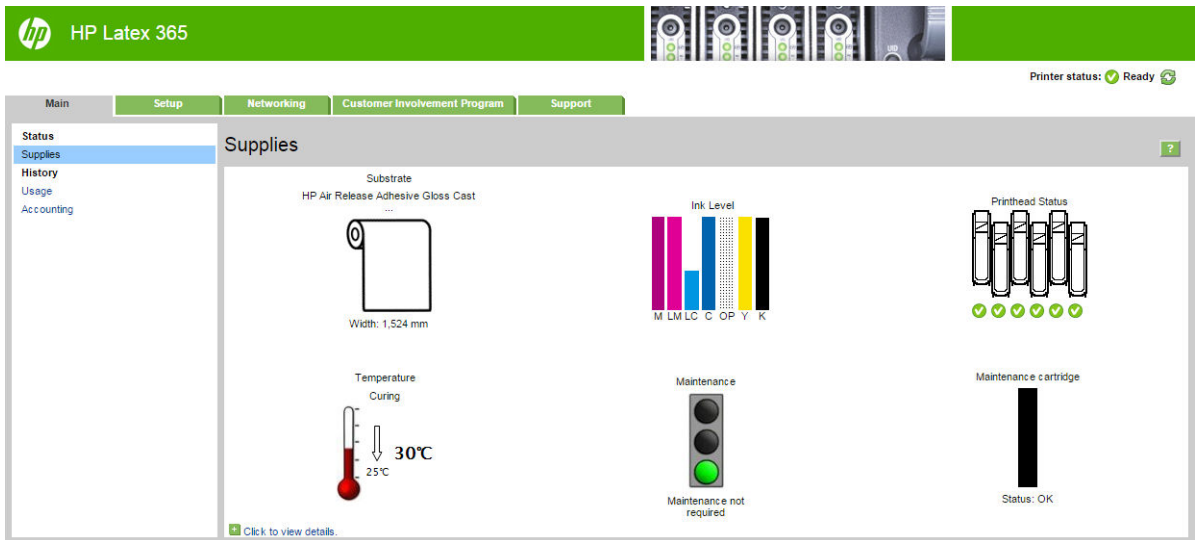 hp HP Latex 365
UID
Printer status: Ready
Main Setup Networking Customer Involvement Program Support
Status
Supplies
History
Usage
Accounting
Supplies
?
Substrate
HP Air Release Adhesive Gloss Cast
...
Width: 1,524 mm
Ink Level
M LM LC C OP Y K
Printhead Status
Temperature
Curing
30°C
25°C
Maintenance
Maintenance not
required
Maintenance cartridge
Status: OK
Click to view details.